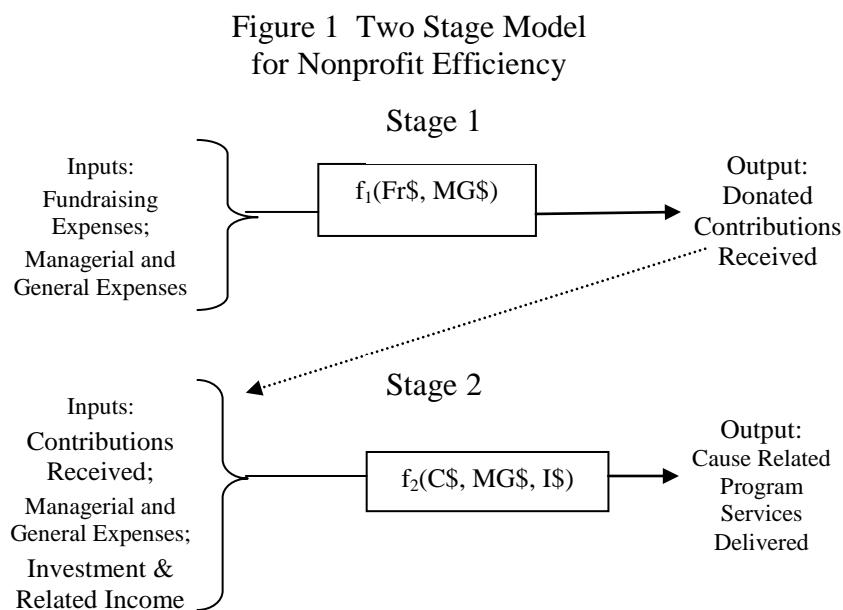 Figure 1 Two Stage Model
for Nonprofit Efficiency
Stage 1
Inputs:
Fundraising
Expenses;
Managerial and
General Expenses
f₁(Fr$, MG$)
Output:
Donated
Contributions
Received
Stage 2
Inputs:
Contributions
Received;
Managerial and
General Expenses;
Investment &
Related Income
f₂(C$, MG$, I$)
Output:
Cause Related
Program
Services
Delivered